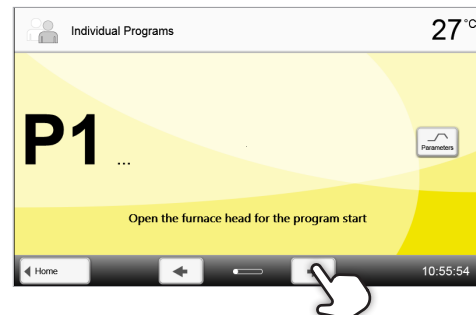 Individual Programs
27 °C
P1 ...
Parameters
Open the furnace head for the program start
Home
10:55:54